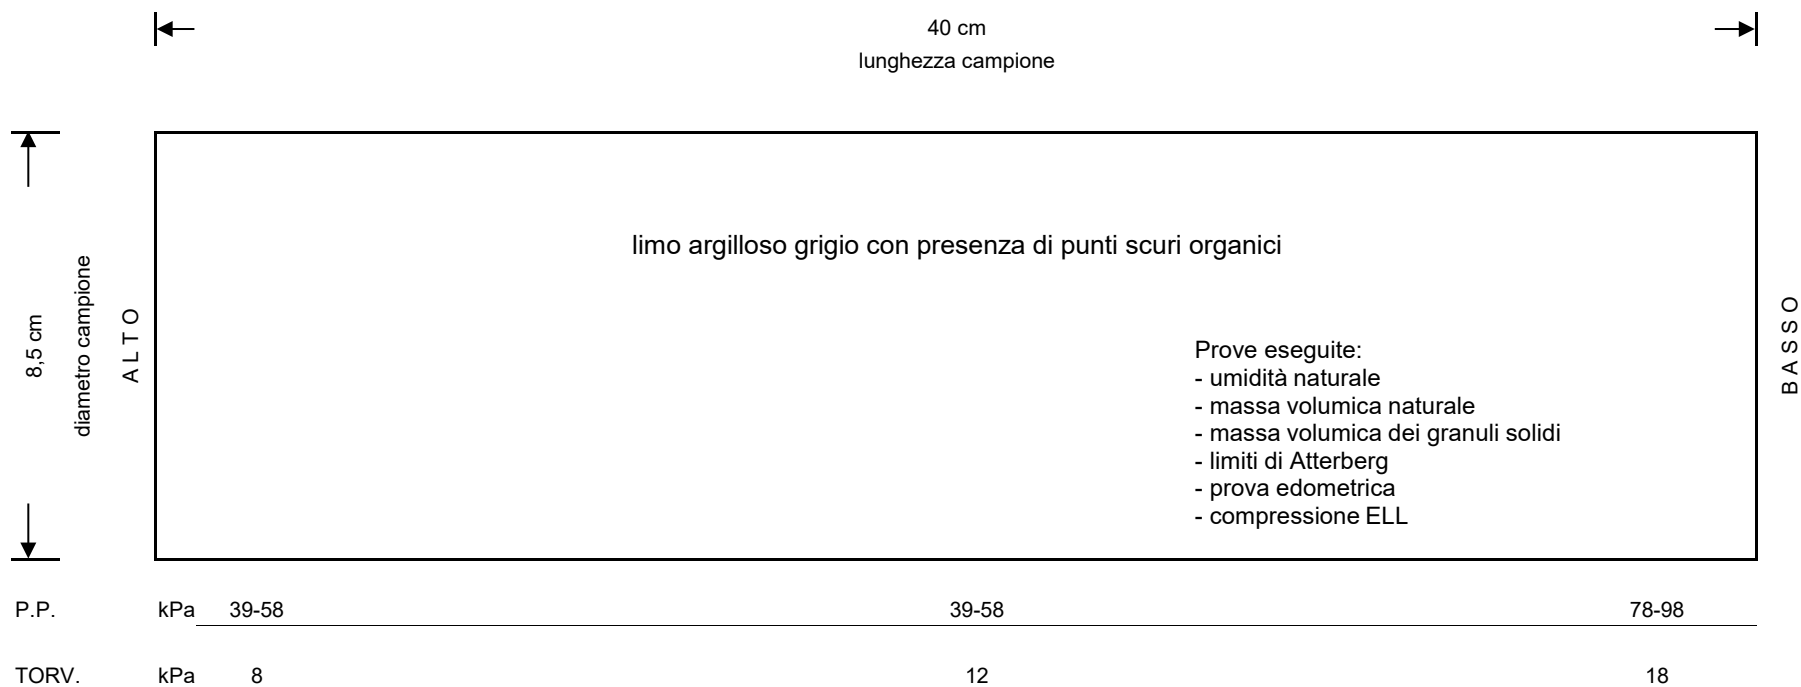 40 cm
lunghezza campione
8,5 cm
diametro campione
ALTO
limo argilloso grigio con presenza di punti scuri organici
Prove eseguite:
- umidità naturale
- massa volumica naturale
- massa volumica dei granuli solidi
- limiti di Atterberg
- prova edometrica
- compressione ELL
BASSO
P.P. kPa 39-58 39-58 78-98
TORV. kPa 8 12 18